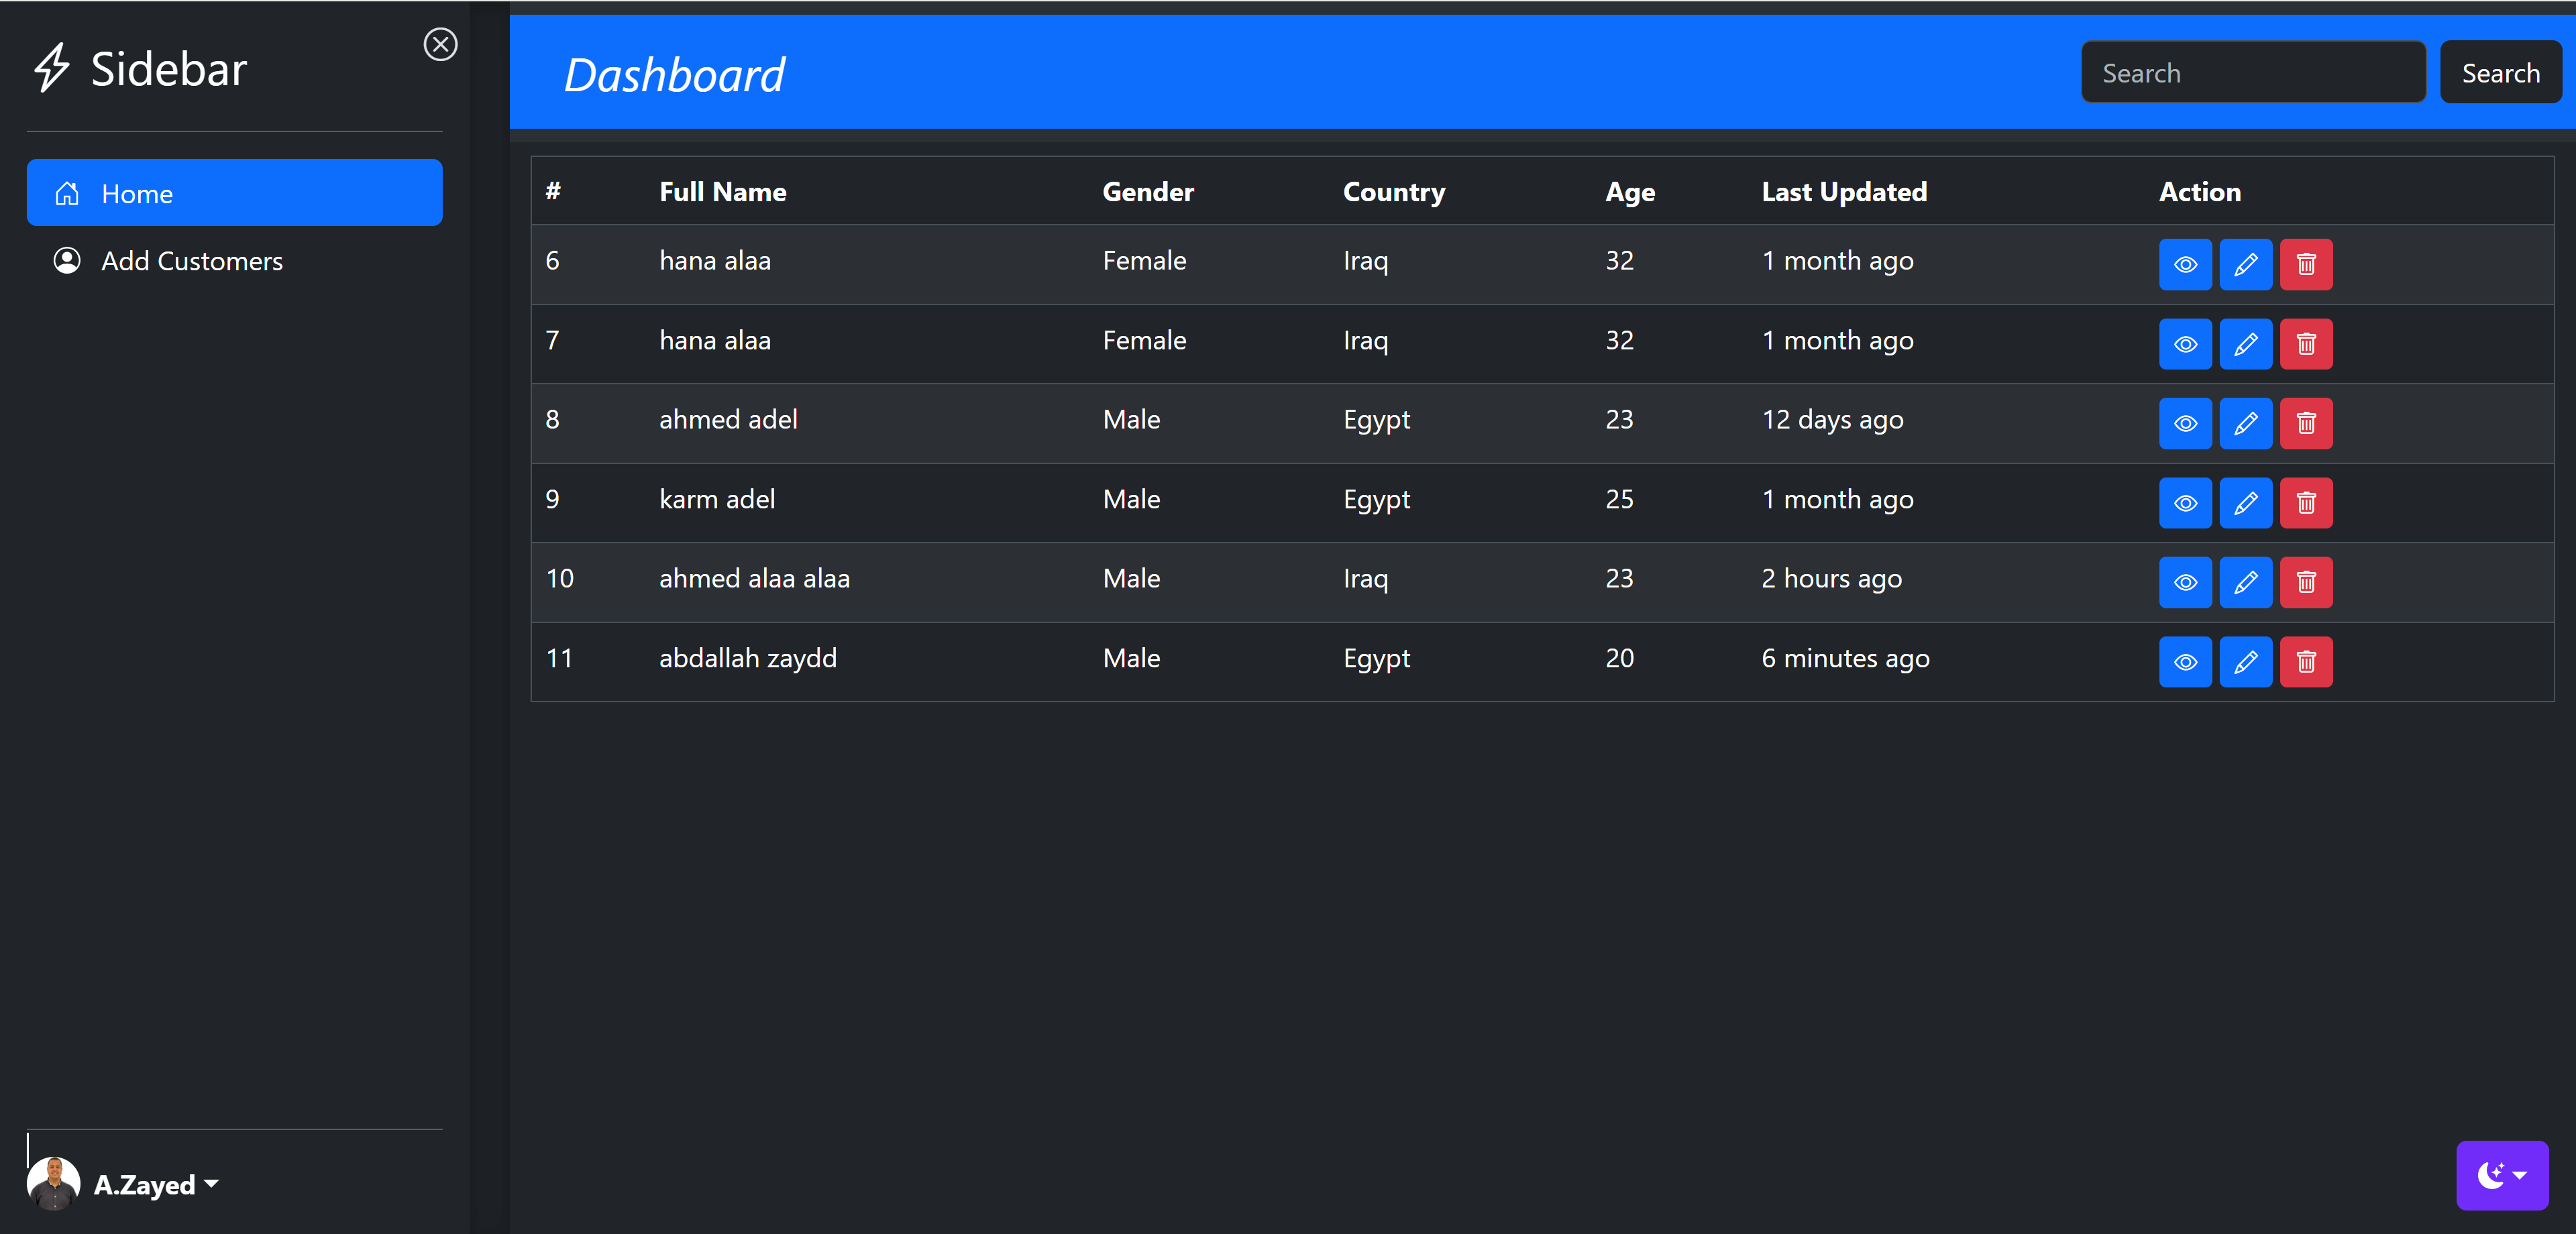 Sidebar
Home
Add Customers
A.Zayed
Dashboard
Search Search
# Full Name Gender Country Age Last Updated Action
6 hana alaa Female Iraq 32 1 month ago
7 hana alaa Female Iraq 32 1 month ago
8 ahmed adel Male Egypt 23 12 days ago
9 karm adel Male Egypt 25 1 month ago
10 ahmed alaa alaa Male Iraq 23 2 hours ago
11 abdallah zaydd Male Egypt 20 6 minutes ago